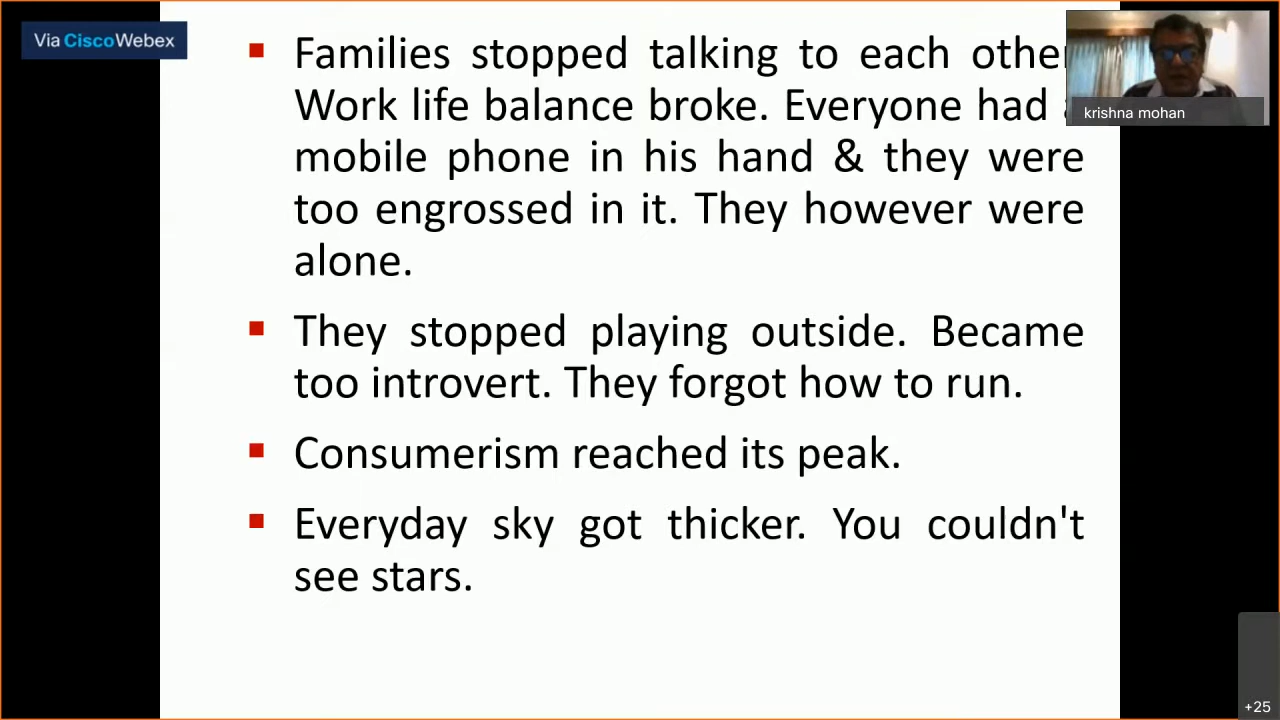 Via CiscoWebex
Families stopped talking to each other
Work life balance broke. Everyone had a
mobile phone in his hand & they were
too engrossed in it. They however were
alone.
They stopped playing outside. Became
too introvert. They forgot how to run.
Consumerism reached its peak.
Everyday sky got thicker. You couldn't
see stars.
krishna mohan
+25